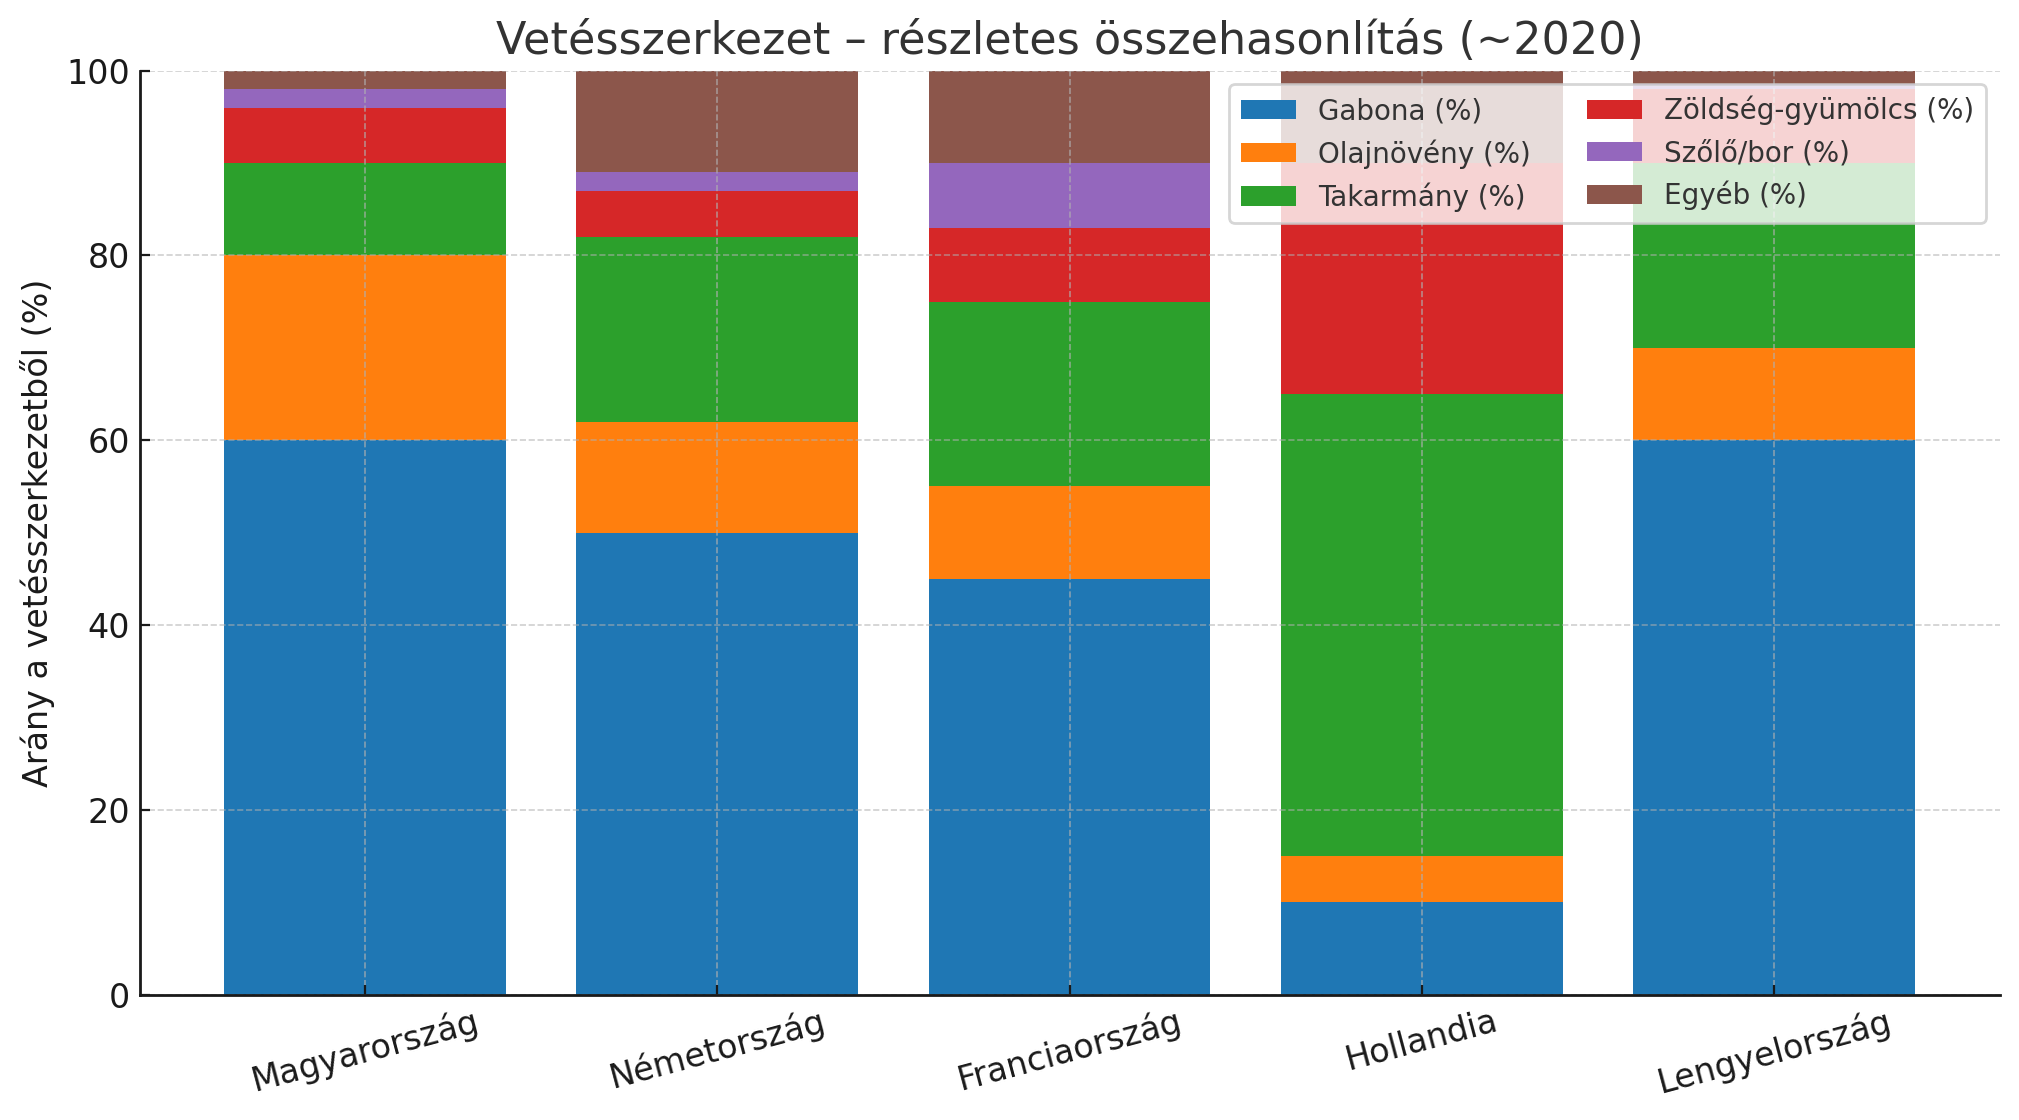 Vetésszerkezet – részletes összehasonlítás (~2020)
Arány a vetésszerkezetből (%)
100
80
60
40
20
0
Gabona (%)
Olajnövény (%)
Takarmány (%)
Zöldség-gyümölcs (%)
Szőlő/bor (%)
Egyéb (%)
Magyarország
Németország
Franciaország
Hollandia
Lengyelország